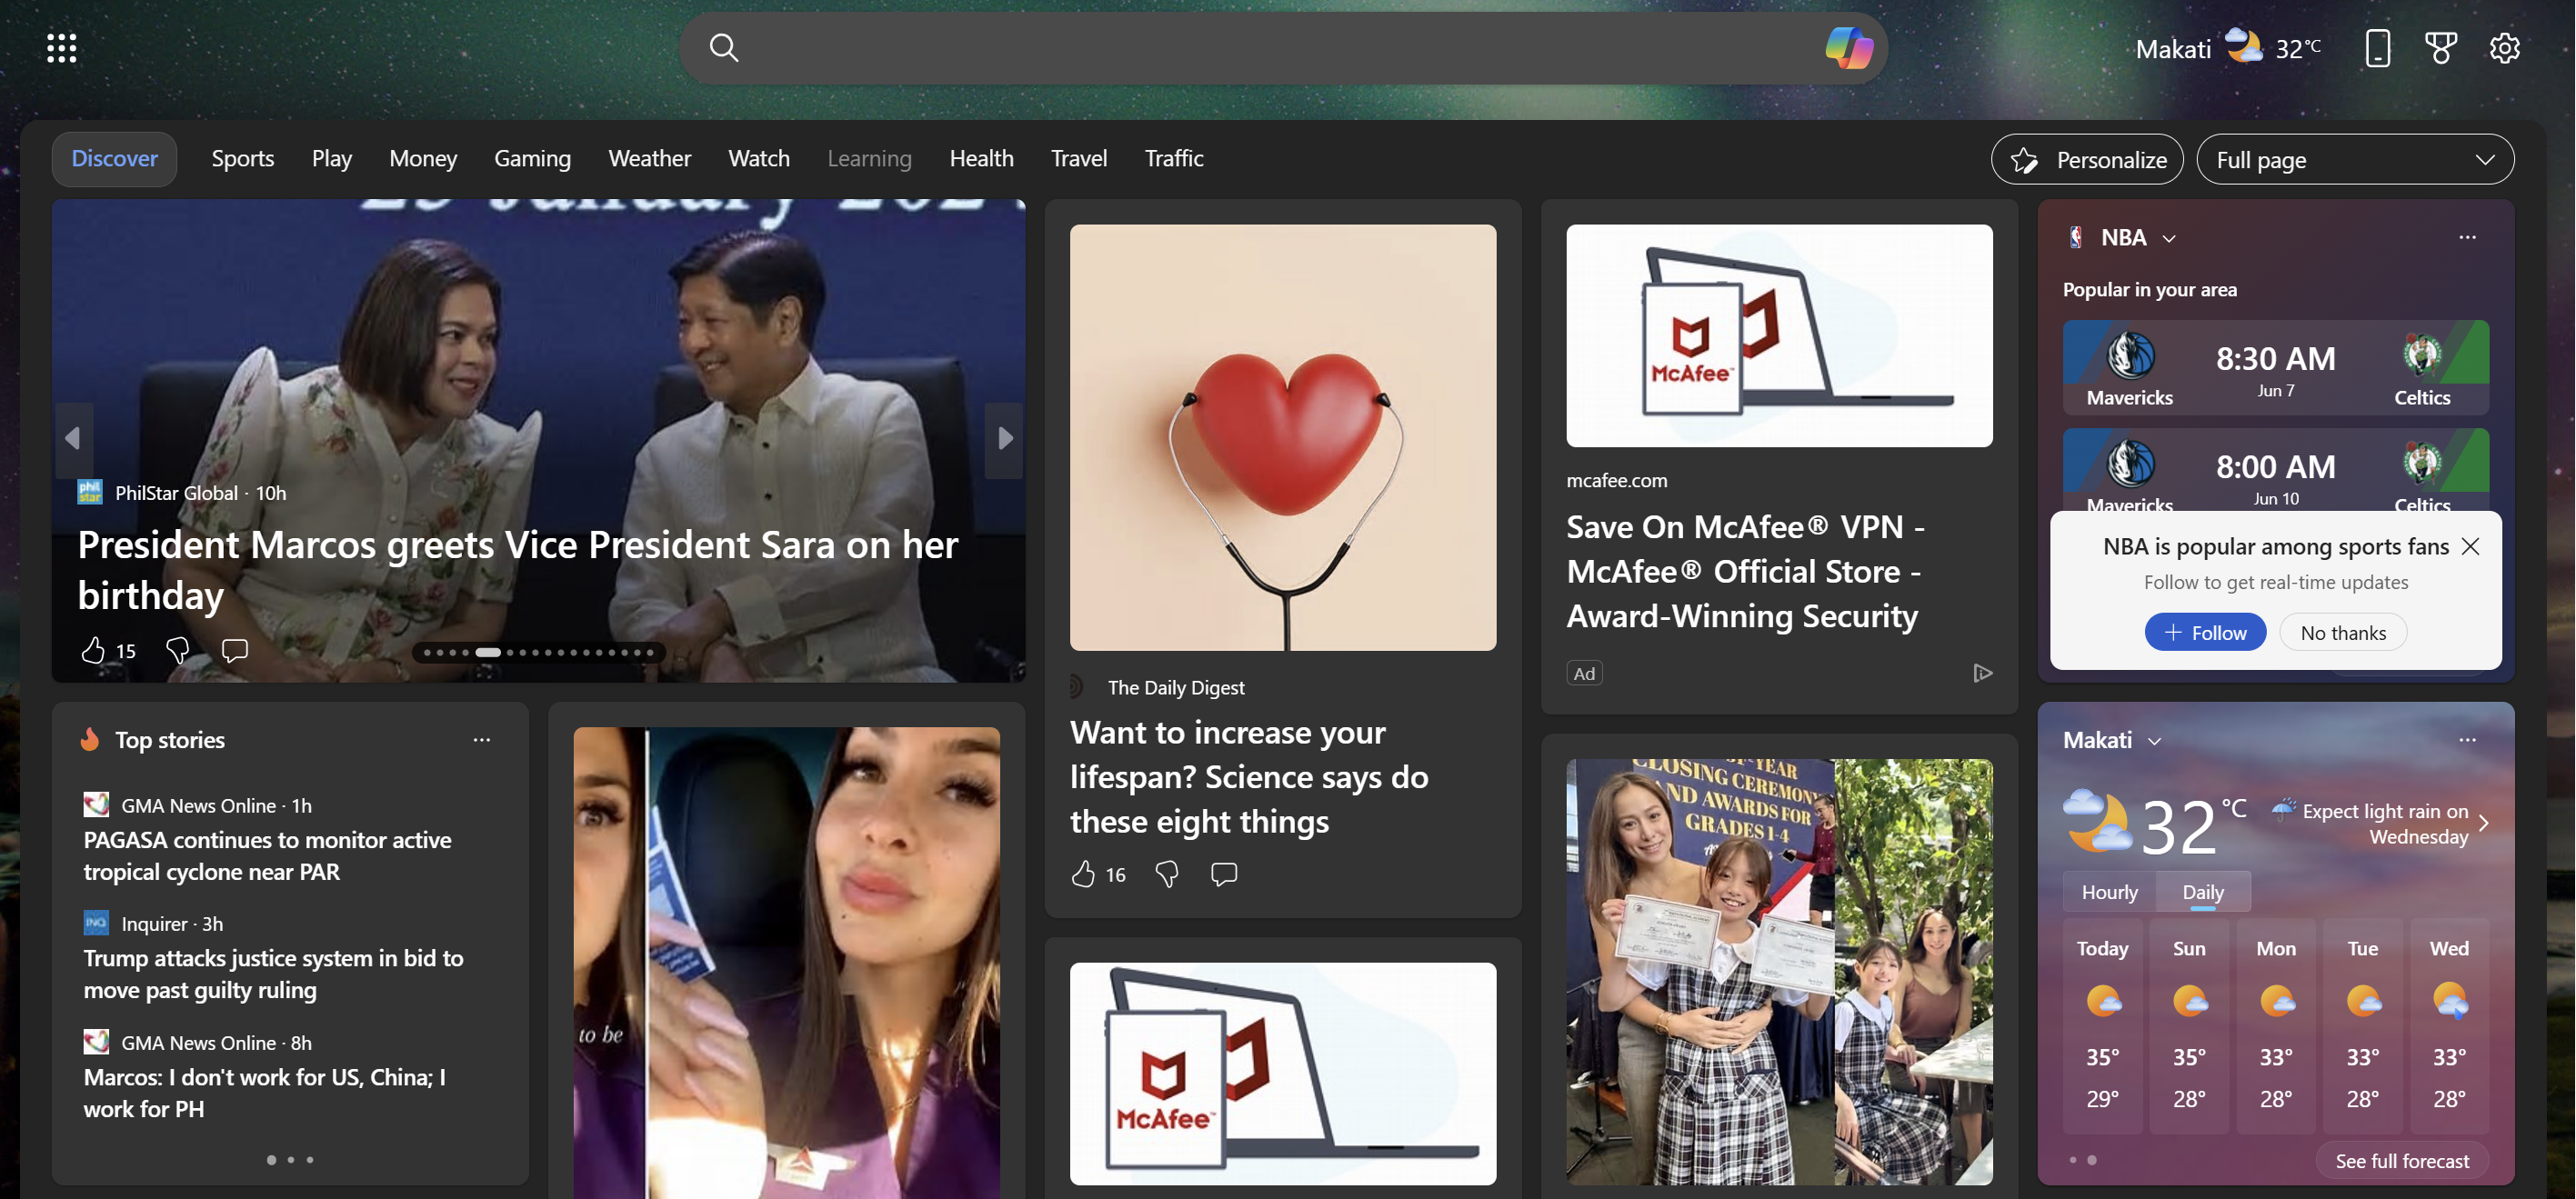 Makati 32°C
Discover Sports Play Money Gaming Weather Watch Learning Health Travel Traffic
Personalize
Full page
PhilStar Global · 10h
President Marcos greets Vice President Sara on her
birthday
15
Top stories
GMA News Online · 1h
PAGASA continues to monitor active
tropical cyclone near PAR
Inquirer · 3h
Trump attacks justice system in bid to
move past guilty ruling
GMA News Online · 8h
Marcos: I don't work for US, China; I
work for PH
to be
The Daily Digest
Want to increase your
lifespan? Science says do
these eight things
16
McAfee™
McAfee™
mcafee.com
Save On McAfee® VPN -
McAfee® Official Store -
Award-Winning Security
Ad
CLOSING CEREMONY
ND AWARDS FOR
GRADES 1-4
NBA
Popular in your area
8:30 AM
Jun 7
Mavericks Celtics
8:00 AM
Jun 10
Mavericks Celtics
NBA is popular among sports fans
Follow to get real-time updates
Follow
No thanks
Makati
32°C
Expect light rain on
Wednesday
Hourly Daily
Today Sun Mon Tue Wed
35° 35° 33° 33° 33°
29° 28° 28° 28° 28°
See full forecast